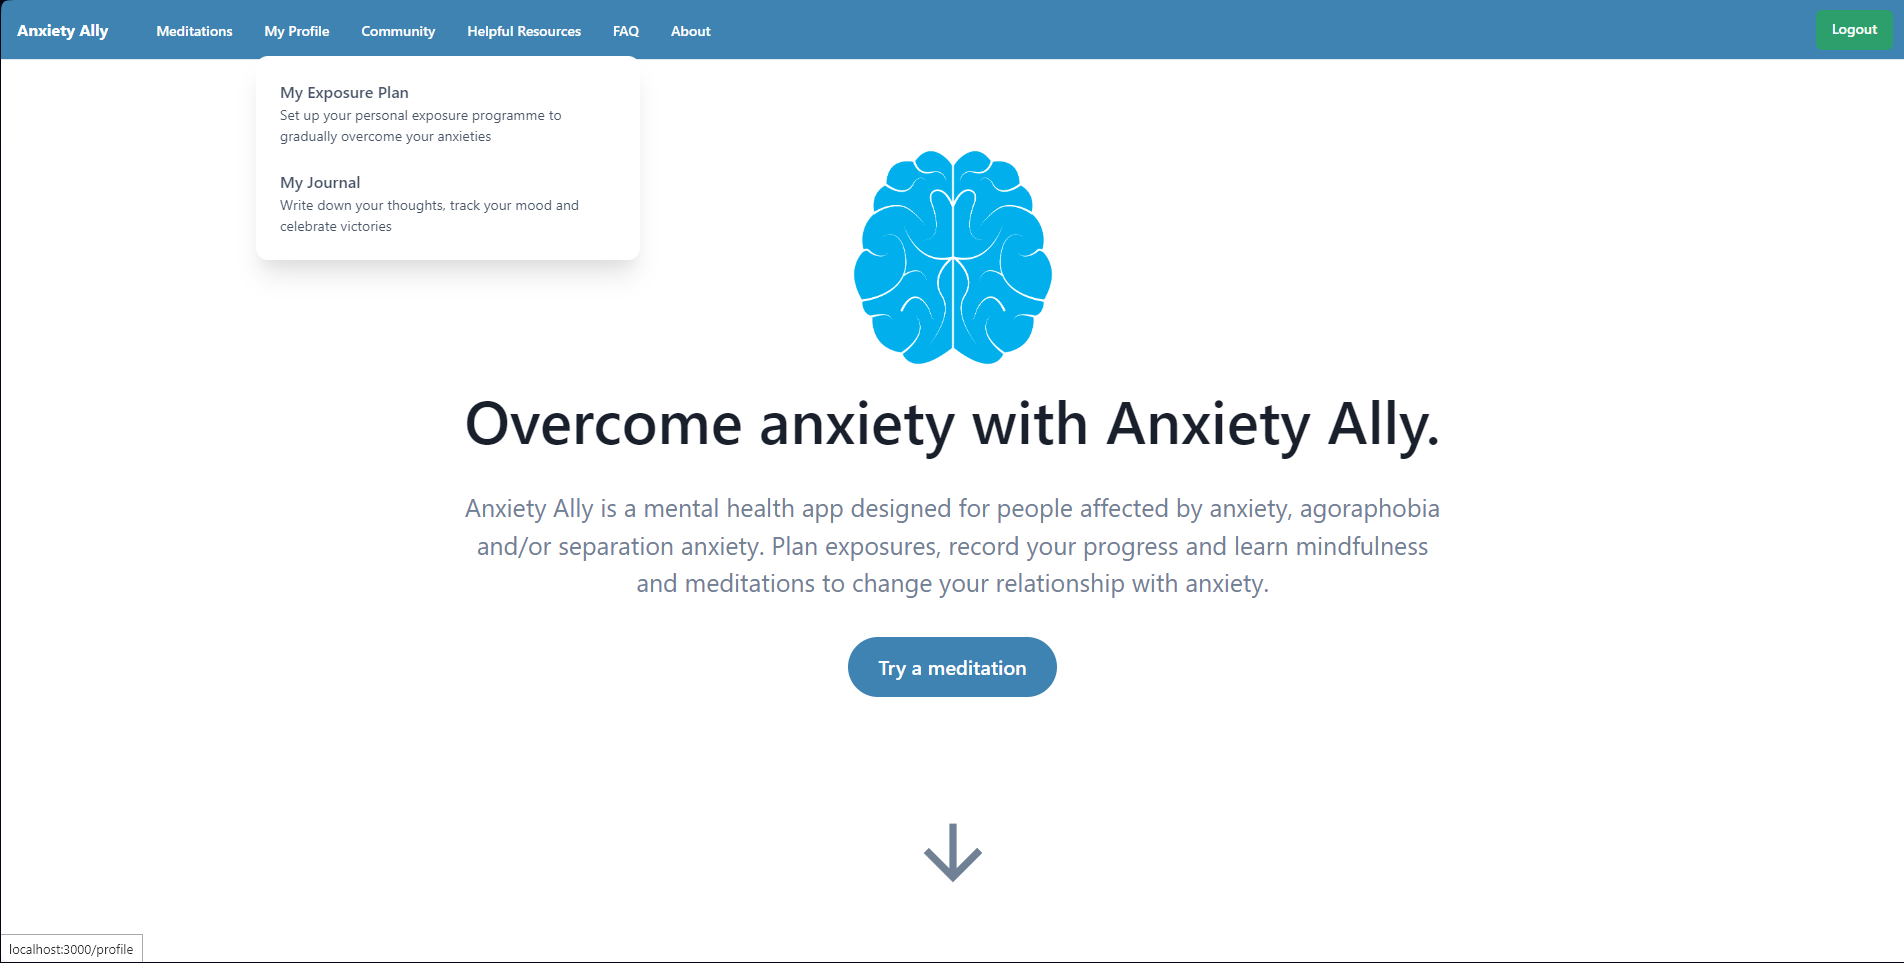 Anxiety Ally
Meditations
My Profile
Community
Helpful Resources
FAQ
About
Logout
My Exposure Plan
Set up your personal exposure programme to
gradually overcome your anxieties
My Journal
Write down your thoughts, track your mood and
celebrate victories
Overcome anxiety with Anxiety Ally.
Anxiety Ally is a mental health app designed for people affected by anxiety, agoraphobia
and/or separation anxiety. Plan exposures, record your progress and learn mindfulness
and meditations to change your relationship with anxiety.
Try a meditation
localhost:3000/profile